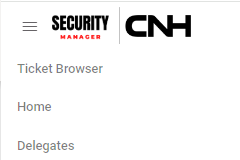 SECURITY
MANAGER
CNH
Ticket Browser
Home
Delegates